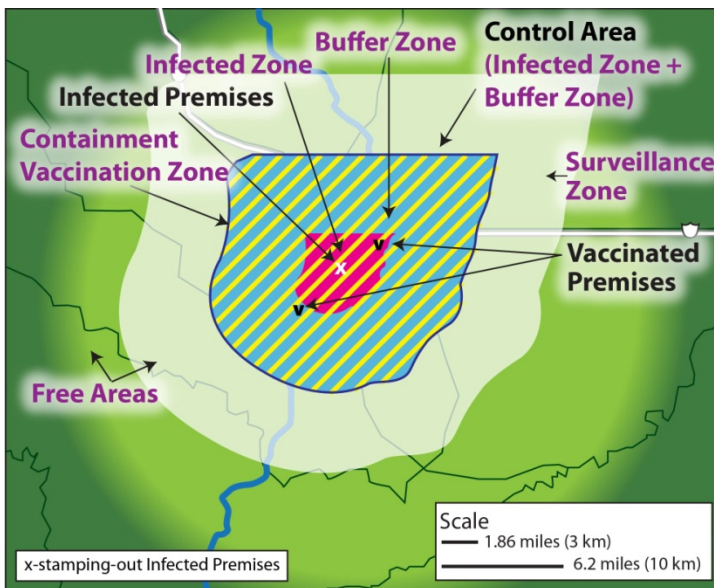 Buffer Zone
Control Area
(Infected Zone +
Buffer Zone)
Infected Zone
Infected Premises
Containment
Vaccination Zone
Surveillance
Zone
Vaccinated
Premises
v
x
v
Free Areas
x-stamping-out Infected Premises
Scale
1.86 miles (3 km)
6.2 miles (10 km)